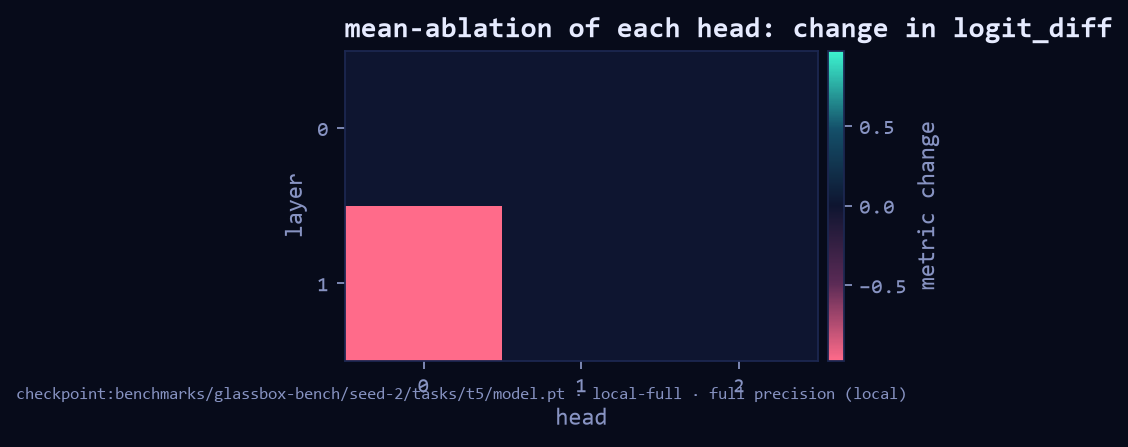 mean-ablation of each head: change in logit_diff
0
1
layer
0.5
0.0
−0.5
metric change
0 1 2
checkpoint:benchmarks/glassbox-bench/seed-2/tasks/t5/model.pt · local-full · full precision (local)
head